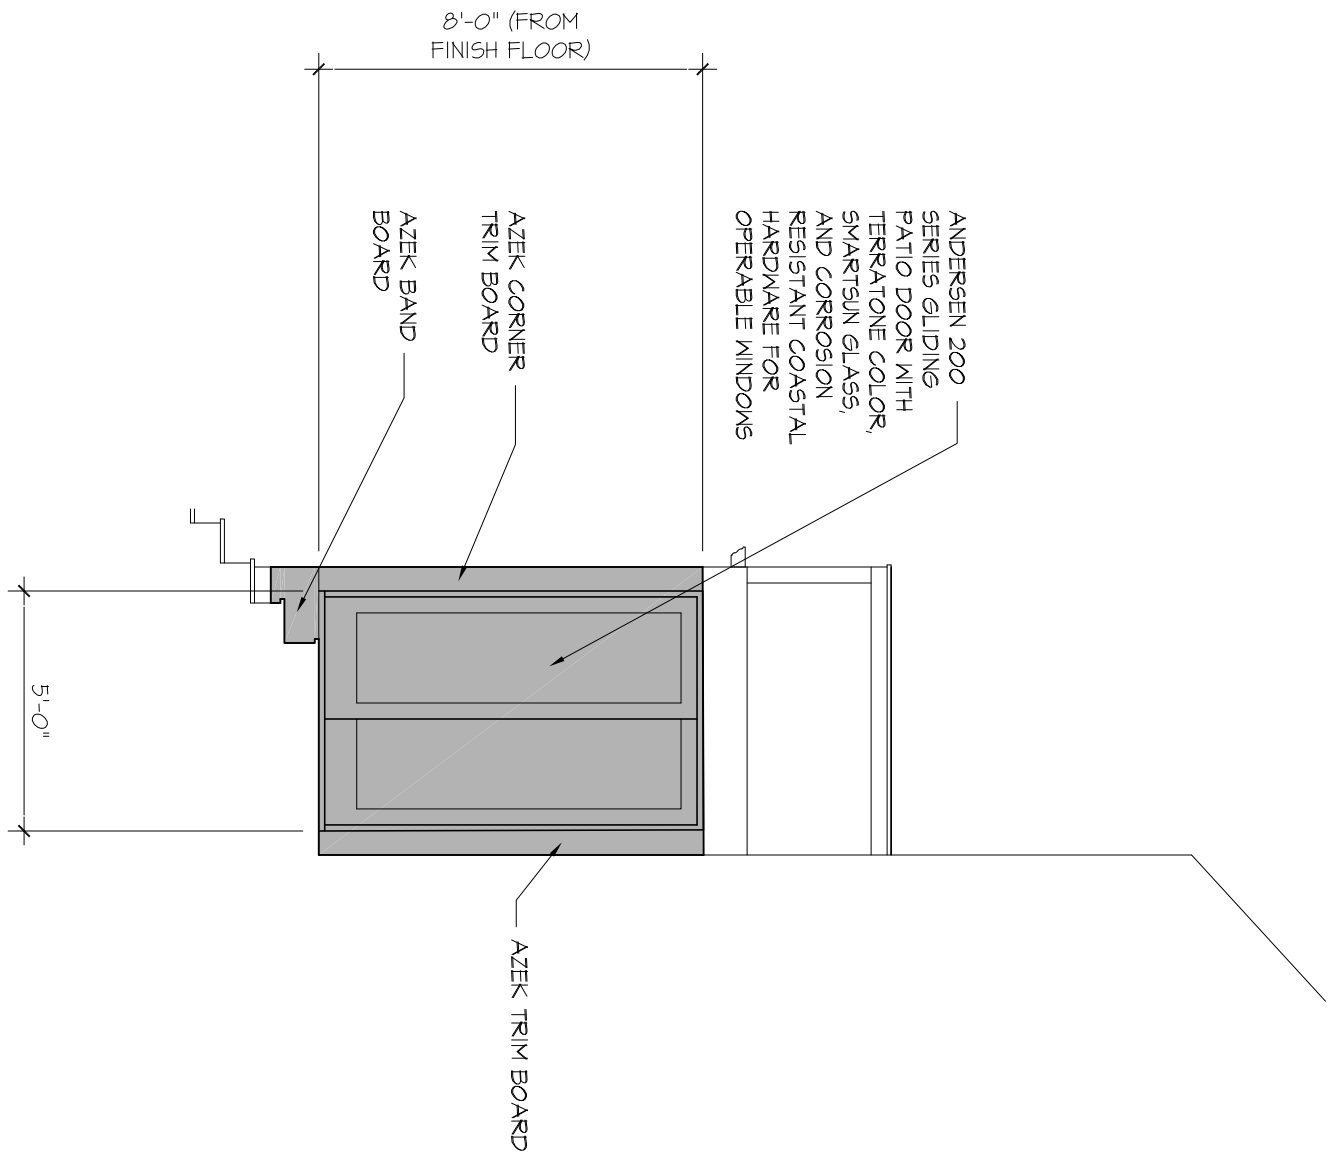 8'-0" (FROM
FINISH FLOOR)
ANDERSEN 200
SERIES GLIDING
PATIO DOOR WITH
TERRATONE COLOR,
SMARTSUN GLASS,
AND CORROSION
RESISTANT COASTAL
HARDWARE FOR
OPERABLE WINDOWS
AZEK CORNER
TRIM BOARD
AZEK BAND
BOARD
5'-0"
AZEK TRIM BOARD